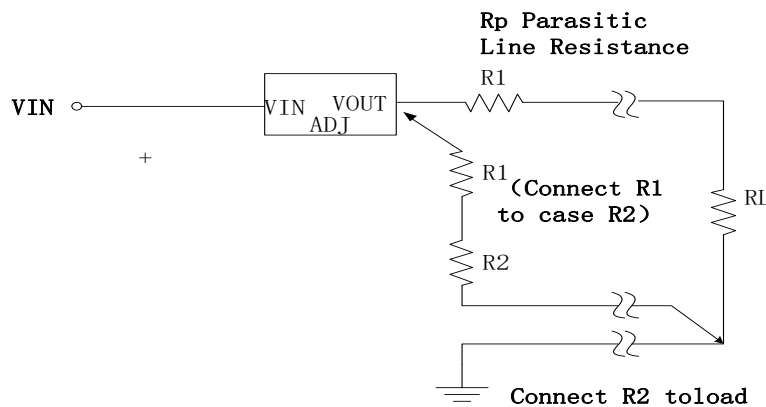 Rp Parasitic
Line Resistance
R1
VIN
VIN VOUT
ADJ
+
R1
(Connect R1
to case R2)
RL
R2
Connect R2 toload